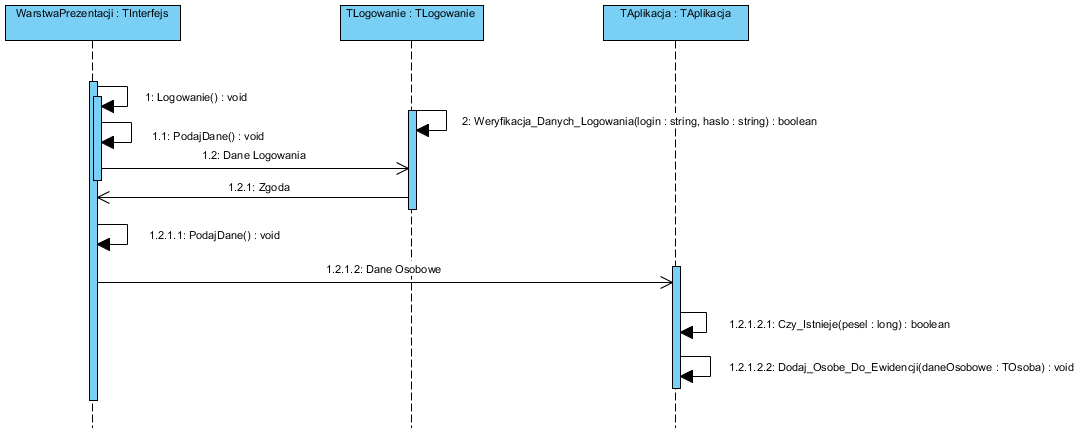 WarstwaPrezentacji : TInterfejs
TLogowanie : TLogowanie
TAplikacja : TAplikacja
1: Logowanie() : void
2: Weryfikacja_Danych_Logowania(login : string, haslo : string) : boolean
1.1: PodajDane() : void
1.2: Dane Logowania
1.2.1: Zgoda
1.2.1.1: PodajDane() : void
1.2.1.2: Dane Osobowe
1.2.1.2.1: Czy_Istnieje(pesel : long) : boolean
1.2.1.2.2: Dodaj_Osobe_Do_Ewidencji(daneOsobowe : TOsoba) : void